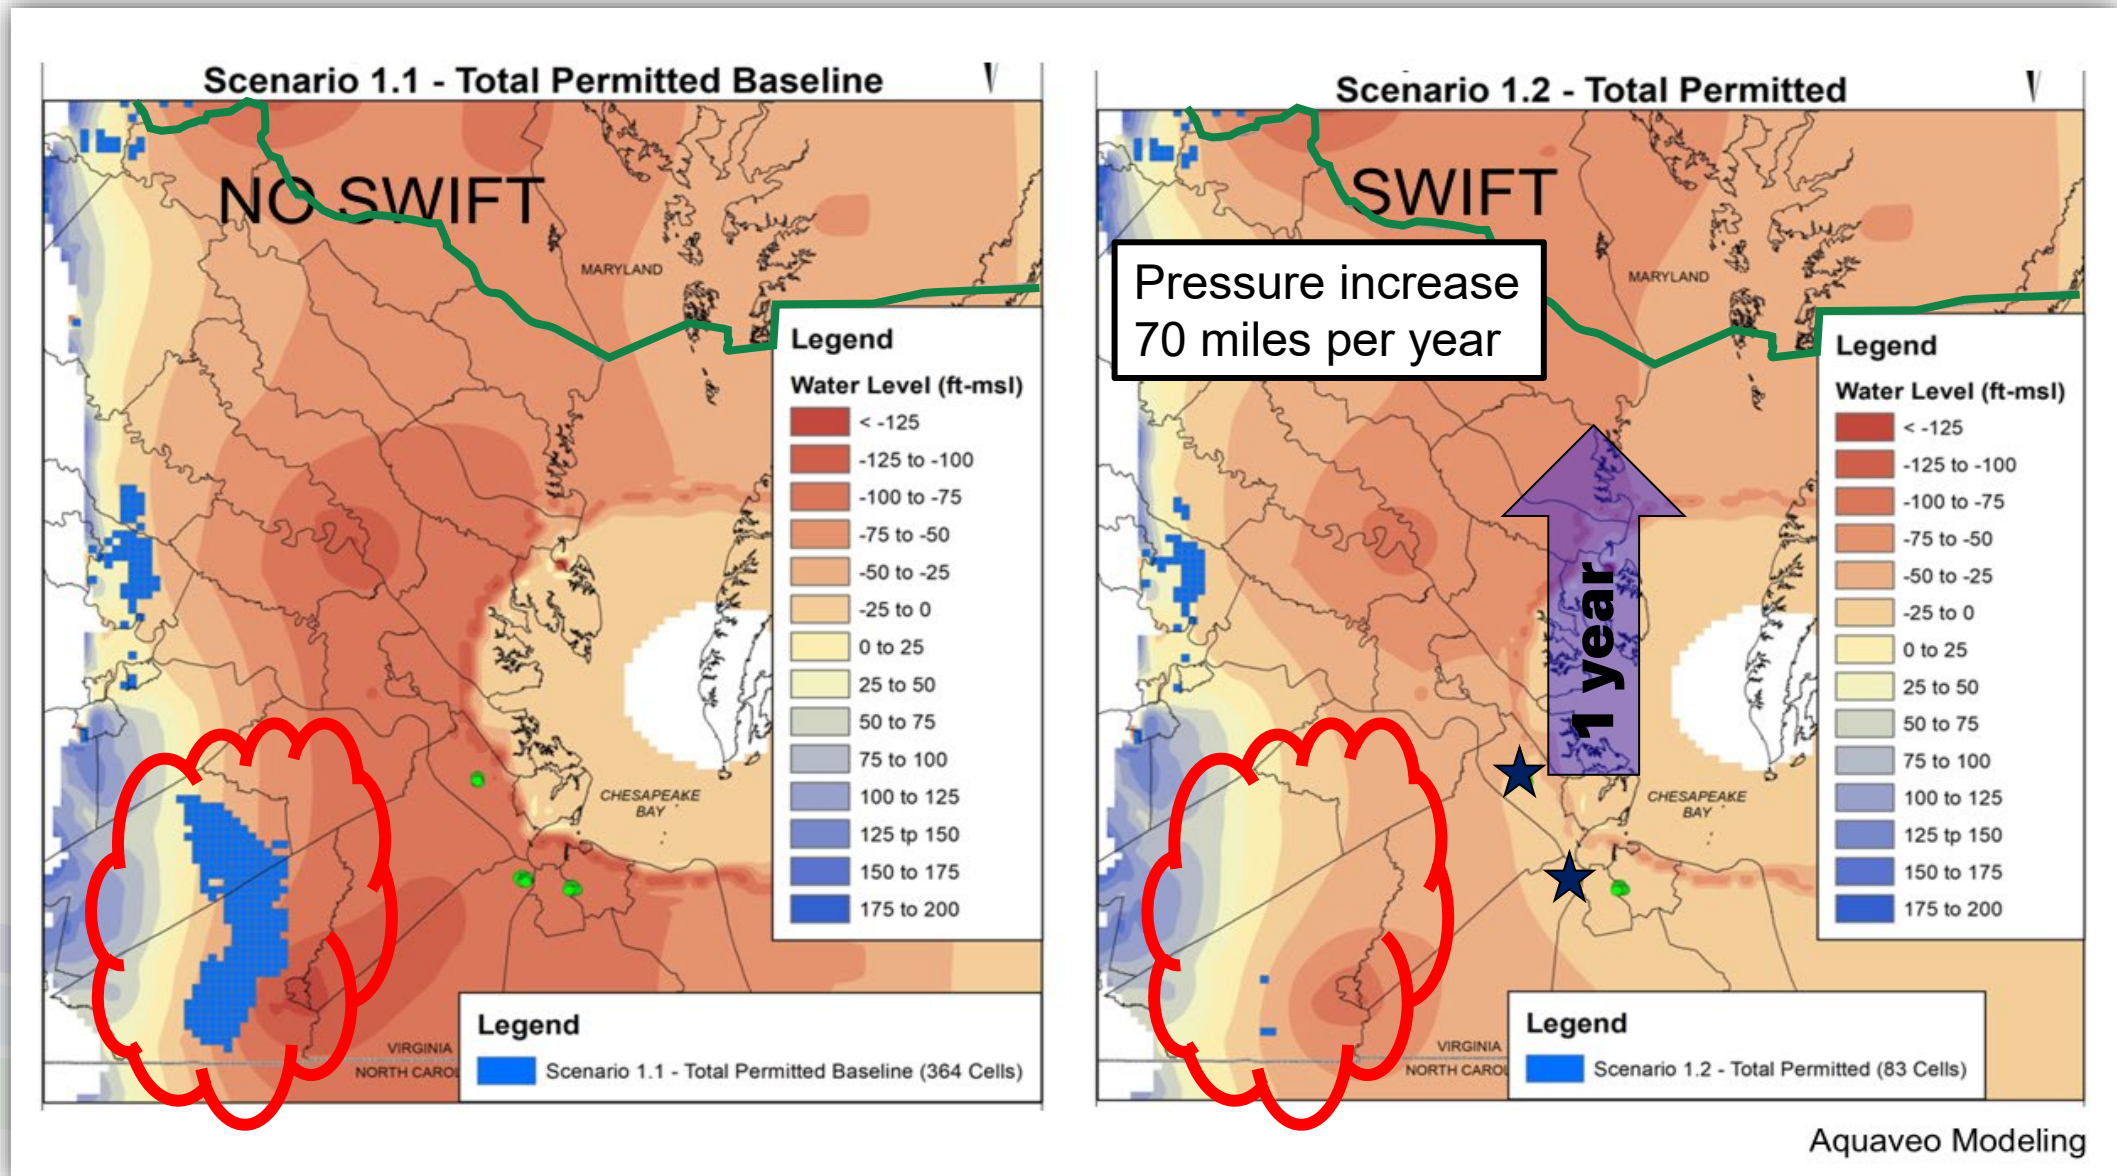 Scenario 1.1 - Total Permitted Baseline
NO SWIFT
MARYLAND
Legend
Water Level (ft-msl)
< -125
-125 to -100
-100 to -75
-75 to -50
-50 to -25
-25 to 0
0 to 25
25 to 50
50 to 75
75 to 100
100 to 125
125 tp 150
150 to 175
175 to 200
CHESAPEAKE
BAY
VIRGINIA
NORTH CAROL
Legend
Scenario 1.1 - Total Permitted Baseline (364 Cells)
Scenario 1.2 - Total Permitted
SWIFT
Pressure increase
70 miles per year
MARYLAND
1 year
Legend
Water Level (ft-msl)
< -125
-125 to -100
-100 to -75
-75 to -50
-50 to -25
-25 to 0
0 to 25
25 to 50
50 to 75
75 to 100
100 to 125
125 tp 150
150 to 175
175 to 200
CHESAPEAKE
BAY
VIRGINIA
NORTH CAROL
Legend
Scenario 1.2 - Total Permitted (83 Cells)
Aquaveo Modeling